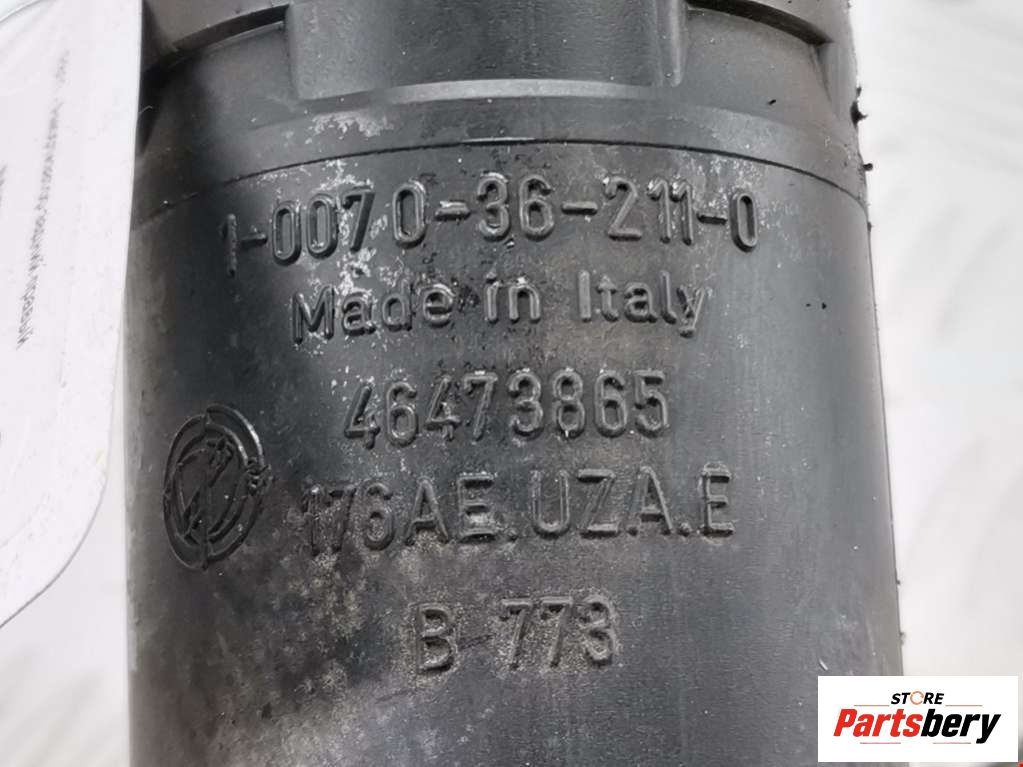 1-0070-36-211-0
Made in Italy
46473865
176AE.UZA.E
B 773
STORE
Partsbery